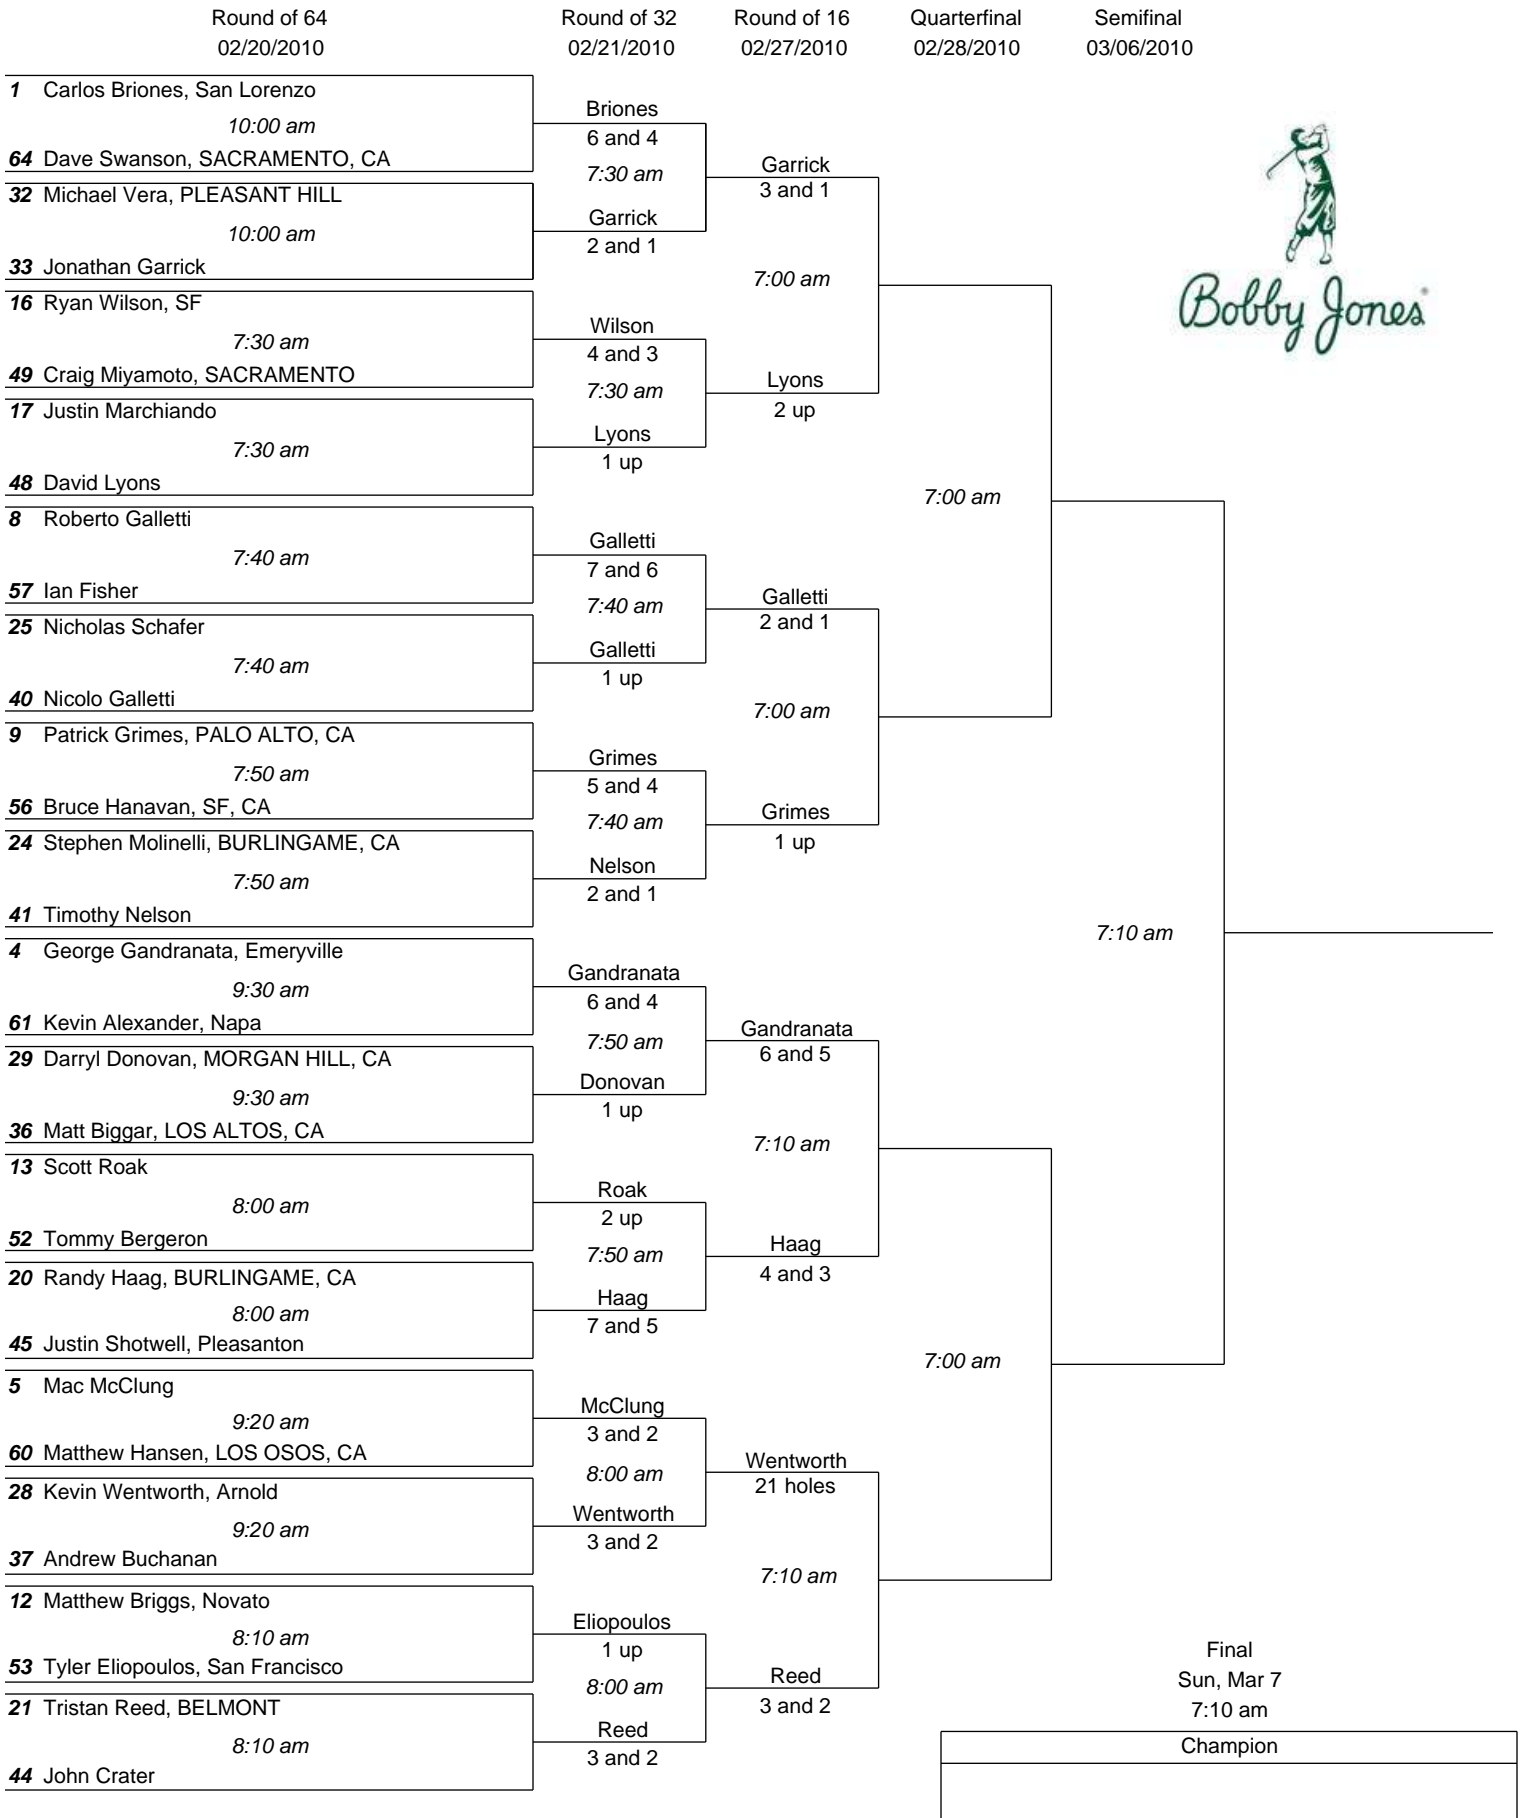 Round of 64 Round of 32 Round of 16 Quarterfinal Semifinal
02/20/2010 02/21/2010 02/27/2010 02/28/2010 03/06/2010
1 Carlos Briones, San Lorenzo
10:00 am
64 Dave Swanson, SACRAMENTO, CA
32 Michael Vera, PLEASANT HILL
10:00 am
33 Jonathan Garrick
16 Ryan Wilson, SF
7:30 am
49 Craig Miyamoto, SACRAMENTO
17 Justin Marchiando
7:30 am
48 David Lyons
8 Roberto Galletti
7:40 am
57 Ian Fisher
25 Nicholas Schafer
7:40 am
40 Nicolo Galletti
9 Patrick Grimes, PALO ALTO, CA
7:50 am
56 Bruce Hanavan, SF, CA
24 Stephen Molinelli, BURLINGAME, CA
7:50 am
41 Timothy Nelson
4 George Gandranata, Emeryville
9:30 am
61 Kevin Alexander, Napa
29 Darryl Donovan, MORGAN HILL, CA
9:30 am
36 Matt Biggar, LOS ALTOS, CA
13 Scott Roak
8:00 am
52 Tommy Bergeron
20 Randy Haag, BURLINGAME, CA
8:00 am
45 Justin Shotwell, Pleasanton
5 Mac McClung
9:20 am
60 Matthew Hansen, LOS OSOS, CA
28 Kevin Wentworth, Arnold
9:20 am
37 Andrew Buchanan
12 Matthew Briggs, Novato
8:10 am
53 Tyler Eliopoulos, San Francisco
21 Tristan Reed, BELMONT
8:10 am
44 John Crater
Briones
6 and 4
7:30 am
Garrick
2 and 1
Wilson
4 and 3
7:30 am
Lyons
1 up
Galletti
7 and 6
7:40 am
Galletti
1 up
Grimes
5 and 4
7:40 am
Nelson
2 and 1
Gandranata
6 and 4
7:50 am
Donovan
1 up
Roak
2 up
7:50 am
Haag
7 and 5
McClung
3 and 2
8:00 am
Wentworth
3 and 2
Eliopoulos
1 up
8:00 am
Reed
3 and 2
Garrick
3 and 1
7:00 am
Lyons
2 up
Galletti
2 and 1
7:00 am
Grimes
1 up
Gandranata
6 and 5
7:10 am
Haag
4 and 3
Wentworth
21 holes
7:10 am
Reed
3 and 2
7:00 am
7:00 am
7:10 am
Bobby Jones
Final
Sun, Mar 7
7:10 am
Champion